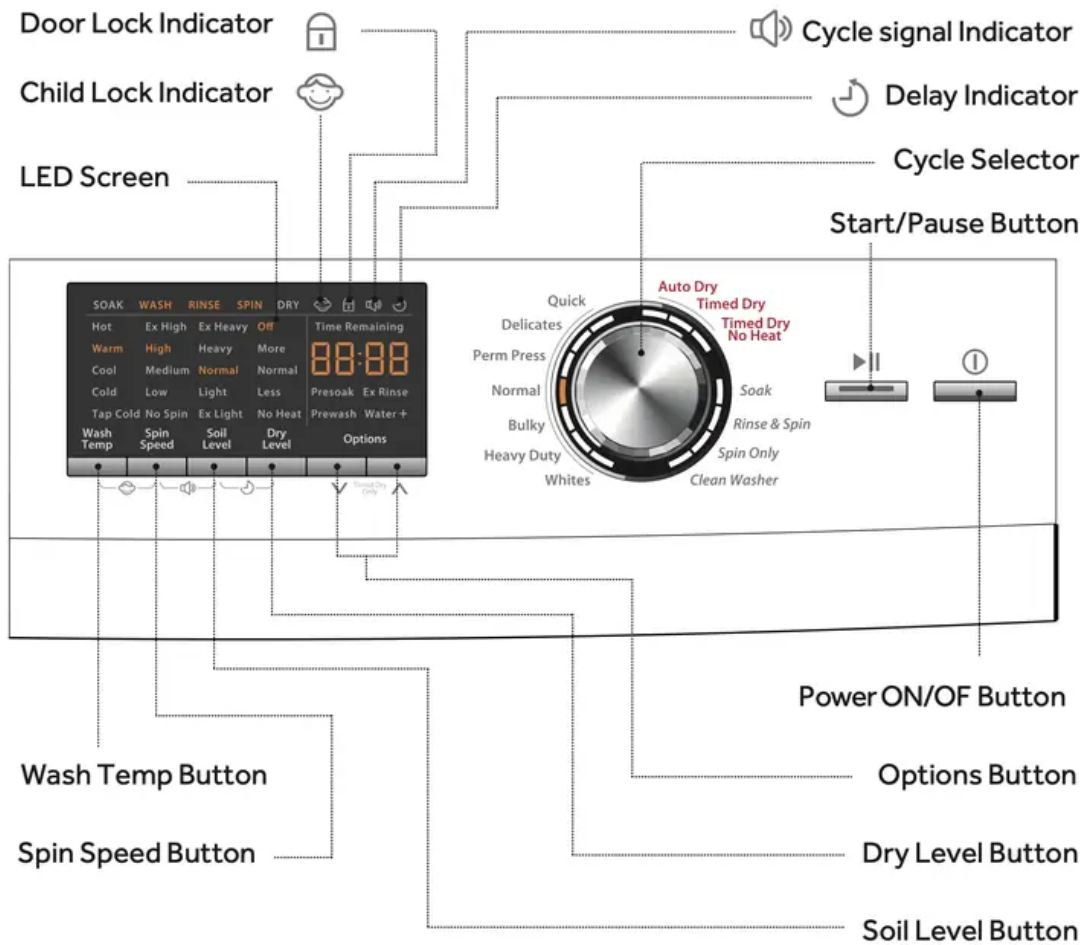 Door Lock Indicator
Cycle signal Indicator
Child Lock Indicator
Delay Indicator
Cycle Selector
LED Screen
Start/Pause Button
SOAK WASH RINSE SPIN DRY
Hot Ex High Ex Heavy Off Time Remaining
Warm High Heavy More 88:88
Cool Medium Normal Normal
Cold Low Light Less Presoak Ex Rinse
Tap Cold No Spin Ex Light No Heat Prewash Water+
Wash Temp
Spin Speed
Soil Level
Dry Level
Options
Timed Dry
Only
Quick
Delicates
Perm Press
Normal
Bulky
Heavy Duty
Whites
Auto Dry
Timed Dry
Timed Dry
No Heat
Soak
Rinse & Spin
Spin Only
Clean Washer
Power ON/OF Button
Wash Temp Button
Options Button
Spin Speed Button
Dry Level Button
Soil Level Button